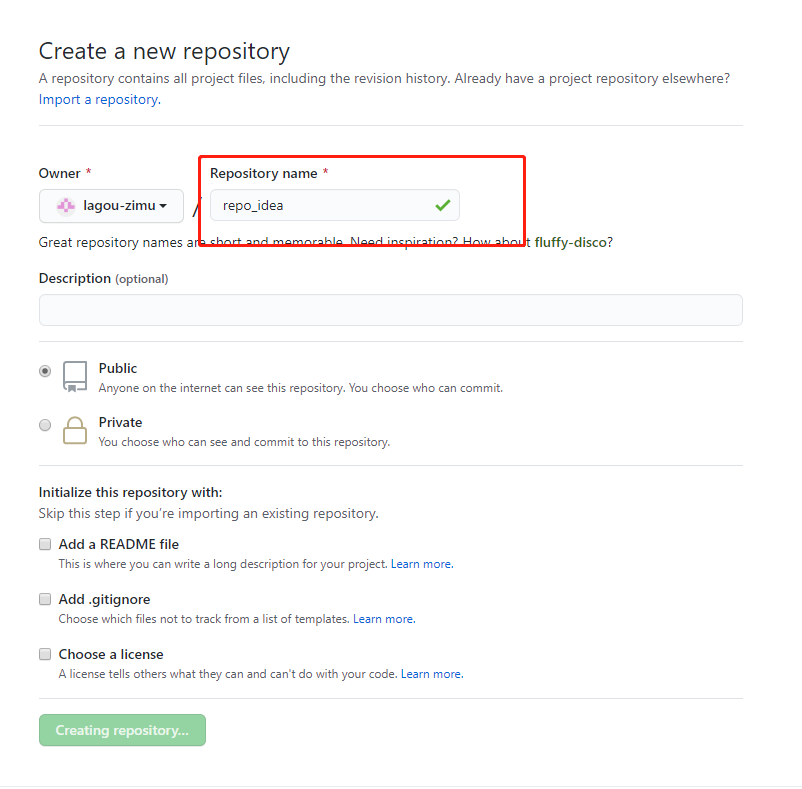 Create a new repository
A repository contains all project files, including the revision history. Already have a project repository elsewhere?
Import a repository.
Owner * Repository name *
lagou-zimu / repo_idea
Great repository names are short and memorable. Need inspiration? How about fluffy-disco?
Description (optional)
Public
Anyone on the internet can see this repository. You choose who can commit.
Private
You choose who can see and commit to this repository.
Initialize this repository with:
Skip this step if you're importing an existing repository.
Add a README file
This is where you can write a long description for your project. Learn more.
Add .gitignore
Choose which files not to track from a list of templates. Learn more.
Choose a license
A license tells others what they can and can't do with your code. Learn more.
Creating repository...